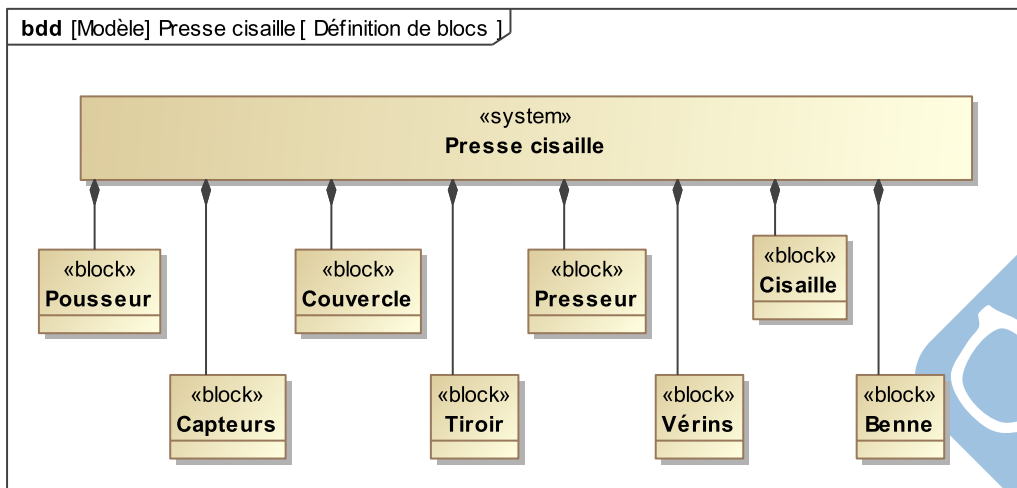 bdd [Modèle] Presse cisaille [ Définition de blocs ]
«system»
Presse cisaille
«block»
Pousseur
«block»
Couvercle
«block»
Presseur
«block»
Cisaille
«block»
Capteurs
«block»
Tiroir
«block»
Vérins
«block»
Benne